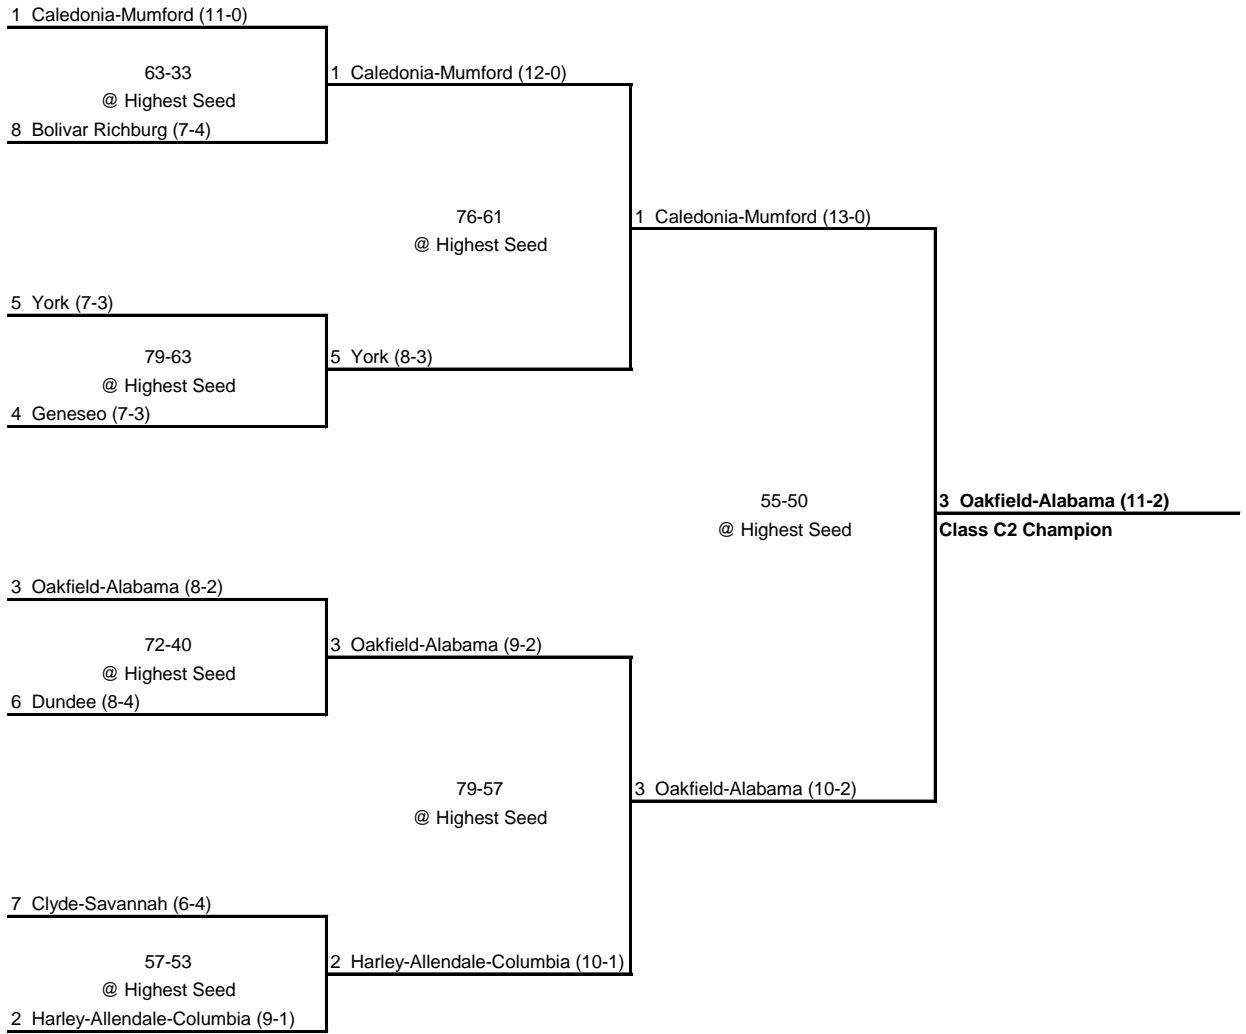 1 Caledonia-Mumford (11-0)
63-33
@ Highest Seed
8 Bolivar Richburg (7-4)
1 Caledonia-Mumford (12-0)
76-61
@ Highest Seed
1 Caledonia-Mumford (13-0)
5 York (7-3)
79-63
@ Highest Seed
4 Geneseo (7-3)
5 York (8-3)
55-50
@ Highest Seed
3 Oakfield-Alabama (11-2)
Class C2 Champion
3 Oakfield-Alabama (8-2)
72-40
@ Highest Seed
6 Dundee (8-4)
3 Oakfield-Alabama (9-2)
79-57
@ Highest Seed
3 Oakfield-Alabama (10-2)
7 Clyde-Savannah (6-4)
57-53
@ Highest Seed
2 Harley-Allendale-Columbia (9-1)
2 Harley-Allendale-Columbia (10-1)